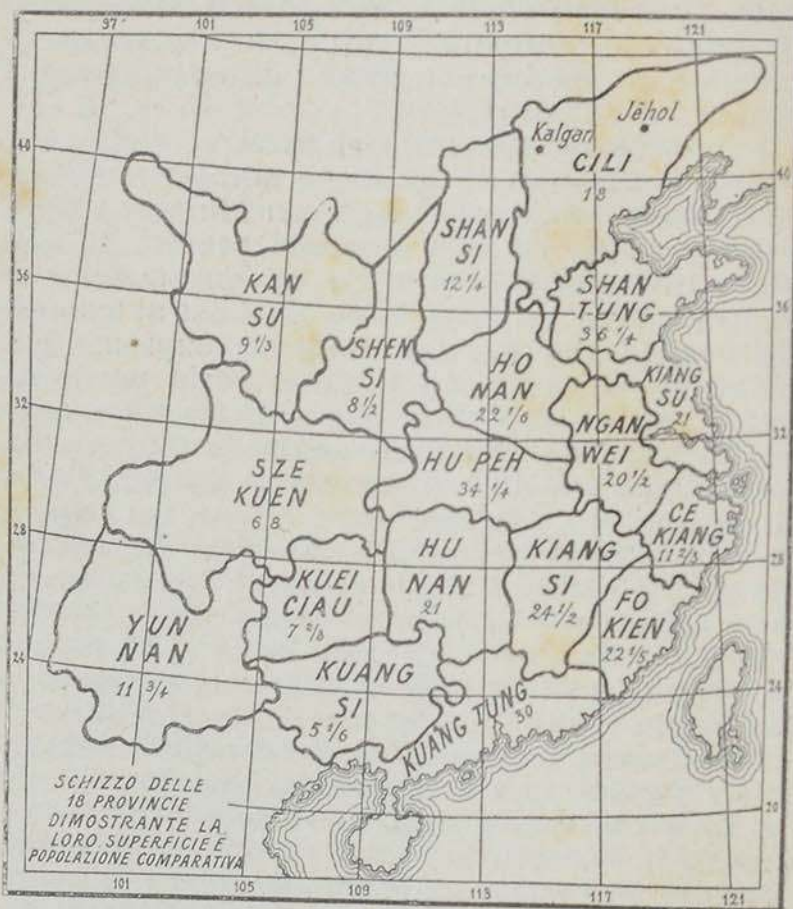 97 101 105 109 113 117 121
Jêhol
Kalgan
CILI
18
40
40
SHAN
SI
12 1/4
KAN
SU
9 1/3
SHAN
TUNG
36 1/4
36
36
SHEN
SI
8 1/2
HO
NAN
22 1/6
KIANG
SU
21
NGAN
WEI
20 1/2
32
32
SZE
KUEN
68
HU PEH
34 1/4
CE
KIANG
11 2/3
28
28
KUEI
CIAU
7 2/3
HU
NAN
21
KIANG
SI
24 1/2
FO
KIEN
22 1/5
YUN
NAN
11 3/4
24
24
KUANG
SI
5 1/6
KUANG TUNG
30
SCHIZZO DELLE
18 PROVINCIE
DIMOSTRANTE LA
LORO SUPERFICIE E
POPOLAZIONE COMPARATIVA
20
101 105 109 113 117 121